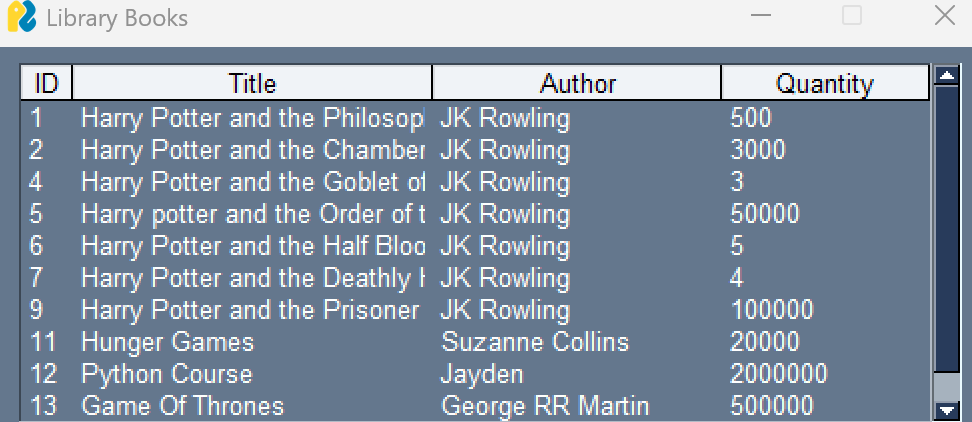 Library Books
ID Title Author Quantity
1 Harry Potter and the Philosop JK Rowling 500
2 Harry Potter and the Chamber JK Rowling 3000
4 Harry Potter and the Goblet of JK Rowling 3
5 Harry potter and the Order of t JK Rowling 50000
6 Harry Potter and the Half Bloo JK Rowling 5
7 Harry Potter and the Deathly H JK Rowling 4
9 Harry Potter and the Prisoner JK Rowling 100000
11 Hunger Games Suzanne Collins 20000
12 Python Course Jayden 2000000
13 Game Of Thrones George RR Martin 500000